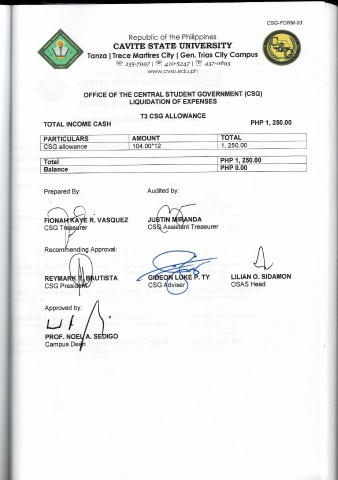 CSG-FORM-03
Republic of the Philippines
CAVITE STATE UNIVERSITY
Tanza | Trece Martires City | Gen. Trias City Campus
☏ 235-7997 | ☏ 410-5247 | ☏ 437-0693
www.cvsu.edu.ph
OFFICE OF THE CENTRAL STUDENT GOVERNMENT (CSG)
LIQUIDATION OF EXPENSES
T3 CSG ALLOWANCE
TOTAL INCOME CASH PHP 1, 250.00
PARTICULARS AMOUNT TOTAL
CSG allowance 104.00*12 1, 250.00
Total PHP 1, 250.00
Balance PHP 0.00
Prepared By: Audited by:
FIONAH KAYE R. VASQUEZ JUSTIN MIRANDA
CSG Treasurer CSG Assistant Treasurer
Recommending Approval:
REYMARK T. BAUTISTA GIDEON LUKE P. TY LILIAN O. SIDAMON
CSG President CSG Adviser OSAS Head
Approved by:
PROF. NOEL A. SEDIGO
Campus Dean